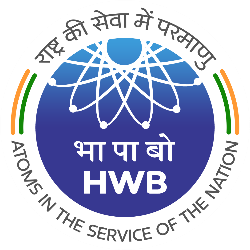 राष्ट्र की सेवा में परमाणु
भा पा बो
HWB
ATOMS IN THE SERVICE OF THE NATION